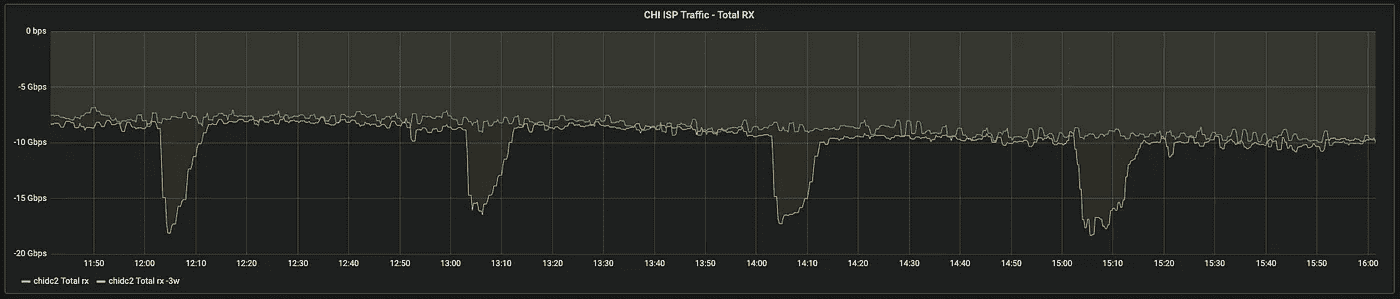 CHI ISP Traffic - Total RX
0 bps
-5 Gbps
-10 Gbps
-15 Gbps
-20 Gbps
11:50 12:00 12:10 12:20 12:30 12:40 12:50 13:00 13:10 13:20 13:30 13:40 13:50 14:00 14:10 14:20 14:30 14:40 14:50 15:00 15:10 15:20 15:30 15:40 15:50 16:00
chidc2 Total rx chidc2 Total rx -3w